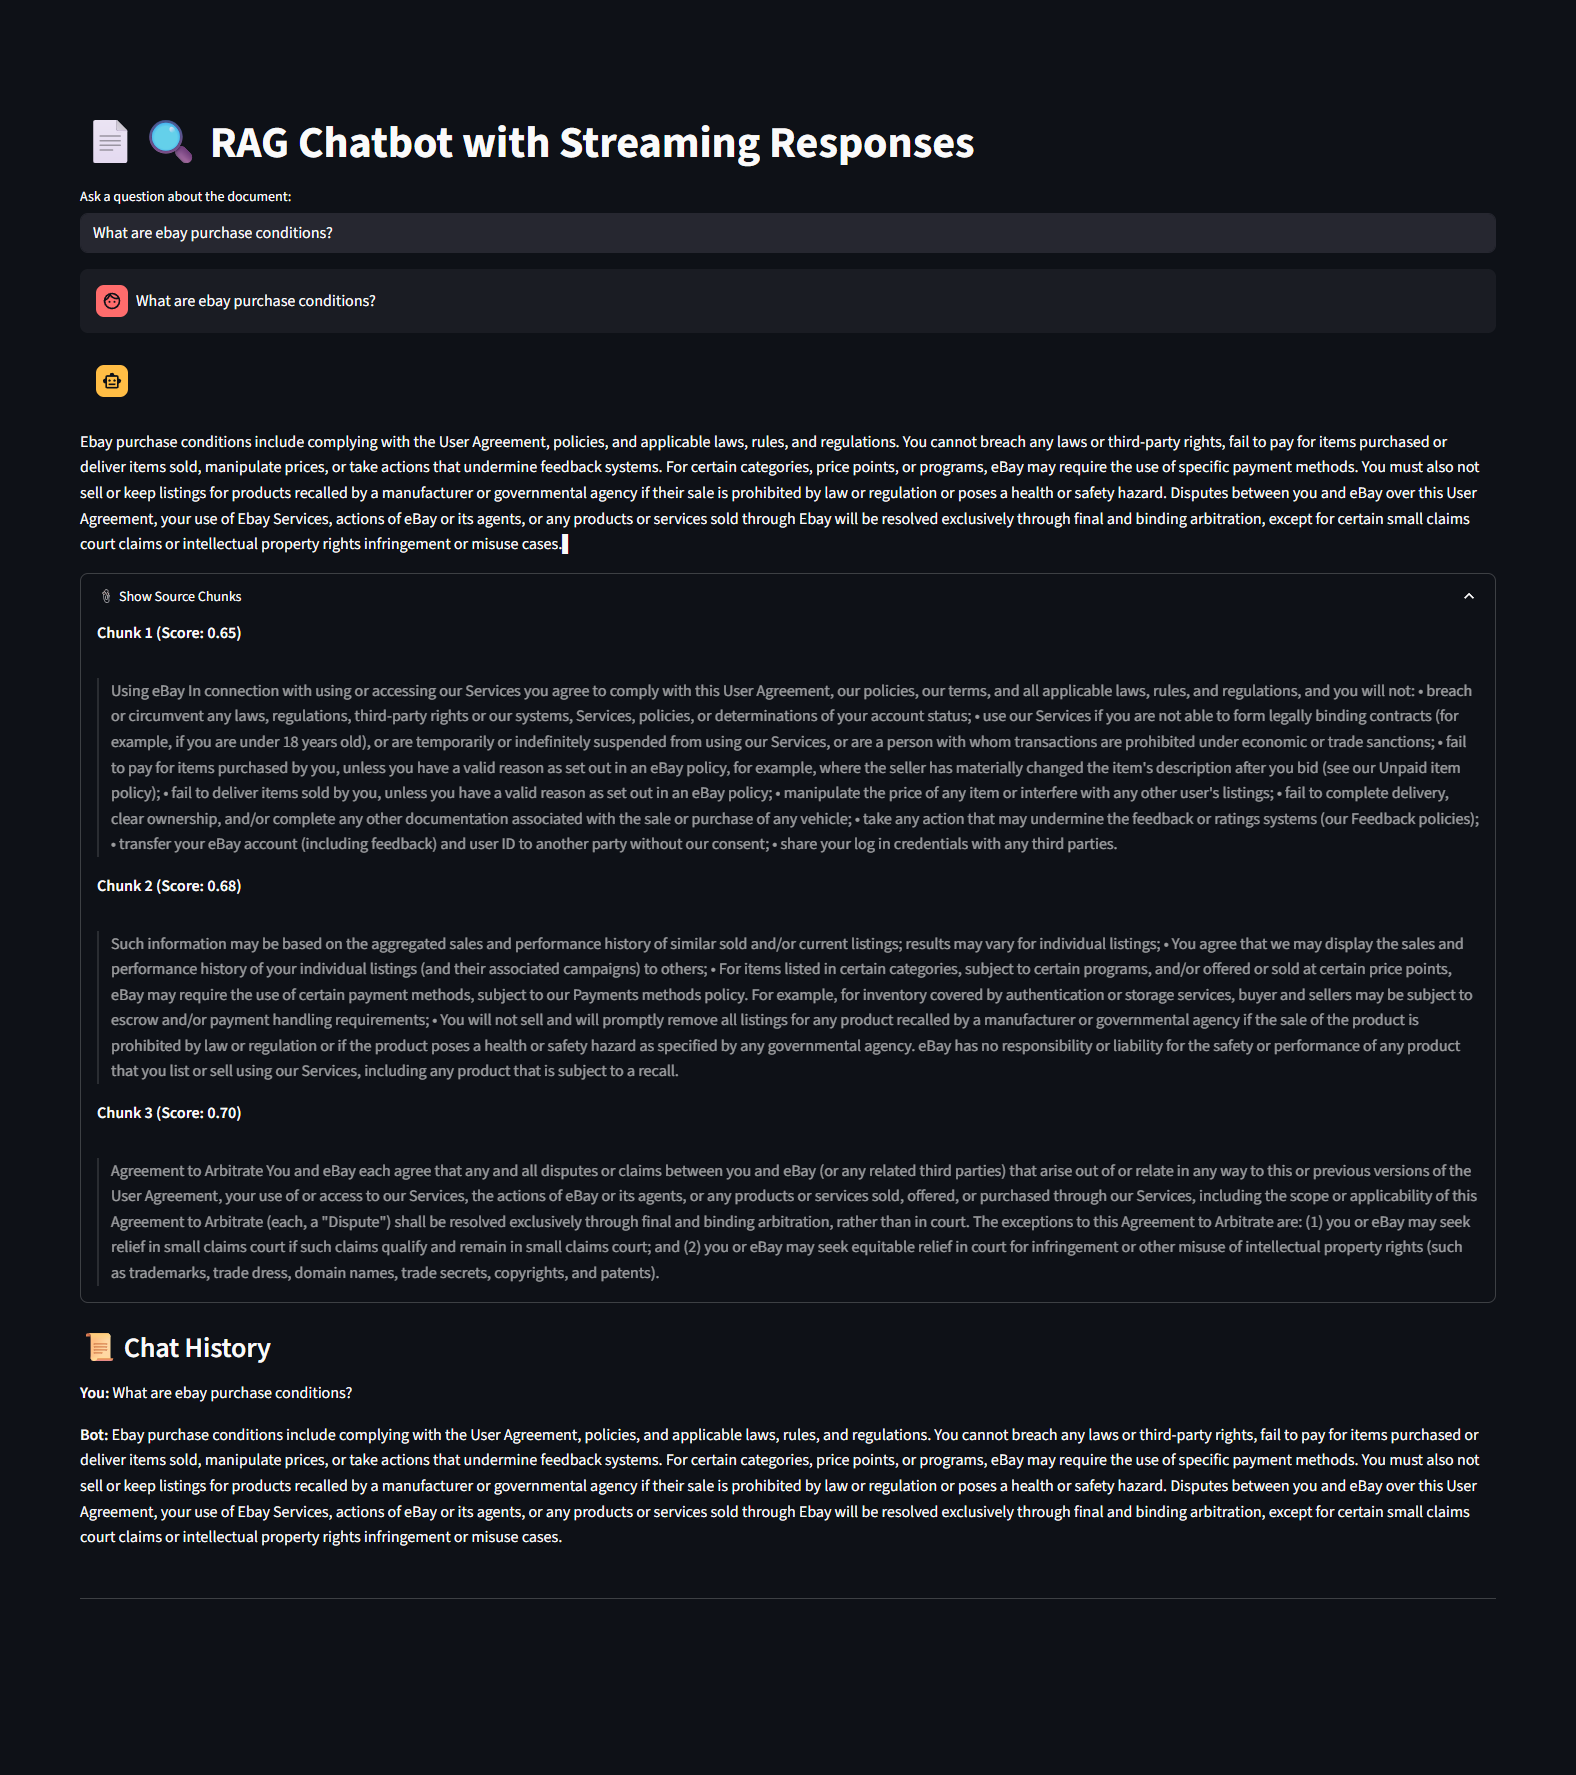 RAG Chatbot with Streaming Responses
Ask a question about the document:
What are ebay purchase conditions?
What are ebay purchase conditions?
Ebay purchase conditions include complying with the User Agreement, policies, and applicable laws, rules, and regulations. You cannot breach any laws or third-party rights, fail to pay for items purchased or
deliver items sold, manipulate prices, or take actions that undermine feedback systems. For certain categories, price points, or programs, eBay may require the use of specific payment methods. You must also not
sell or keep listings for products recalled by a manufacturer or governmental agency if their sale is prohibited by law or regulation or poses a health or safety hazard. Disputes between you and eBay over this User
Agreement, your use of Ebay Services, actions of eBay or its agents, or any products or services sold through Ebay will be resolved exclusively through final and binding arbitration, except for certain small claims
court claims or intellectual property rights infringement or misuse cases.
Show Source Chunks
Chunk 1 (Score: 0.65)
Using eBay In connection with using or accessing our Services you agree to comply with this User Agreement, our policies, our terms, and all applicable laws, rules, and regulations, and you will not: • breach
or circumvent any laws, regulations, third-party rights or our systems, Services, policies, or determinations of your account status; • use our Services if you are not able to form legally binding contracts (for
example, if you are under 18 years old), or are temporarily or indefinitely suspended from using our Services, or are a person with whom transactions are prohibited under economic or trade sanctions; • fail
to pay for items purchased by you, unless you have a valid reason as set out in an eBay policy, for example, where the seller has materially changed the item's description after you bid (see our Unpaid item
policy); • fail to deliver items sold by you, unless you have a valid reason as set out in an eBay policy; • manipulate the price of any item or interfere with any other user's listings; • fail to complete delivery,
clear ownership, and/or complete any other documentation associated with the sale or purchase of any vehicle; • take any action that may undermine the feedback or ratings systems (our Feedback policies);
• transfer your eBay account (including feedback) and user ID to another party without our consent; • share your log in credentials with any third parties.
Chunk 2 (Score: 0.68)
Such information may be based on the aggregated sales and performance history of similar sold and/or current listings; results may vary for individual listings; • You agree that we may display the sales and
performance history of your individual listings (and their associated campaigns) to others; • For items listed in certain categories, subject to certain programs, and/or offered or sold at certain price points,
eBay may require the use of certain payment methods, subject to our Payments methods policy. For example, for inventory covered by authentication or storage services, buyer and sellers may be subject to
escrow and/or payment handling requirements; • You will not sell and will promptly remove all listings for any product recalled by a manufacturer or governmental agency if the sale of the product is
prohibited by law or regulation or if the product poses a health or safety hazard as specified by any governmental agency. eBay has no responsibility or liability for the safety or performance of any product
that you list or sell using our Services, including any product that is subject to a recall.
Chunk 3 (Score: 0.70)
Agreement to Arbitrate You and eBay each agree that any and all disputes or claims between you and eBay (or any related third parties) that arise out of or relate in any way to this or previous versions of the
User Agreement, your use of or access to our Services, the actions of eBay or its agents, or any products or services sold, offered, or purchased through our Services, including the scope or applicability of this
Agreement to Arbitrate (each, a "Dispute") shall be resolved exclusively through final and binding arbitration, rather than in court. The exceptions to this Agreement to Arbitrate are: (1) you or eBay may seek
relief in small claims court if such claims qualify and remain in small claims court; and (2) you or eBay may seek equitable relief in court for infringement or other misuse of intellectual property rights (such
as trademarks, trade dress, domain names, trade secrets, copyrights, and patents).
Chat History
You: What are ebay purchase conditions?
Bot: Ebay purchase conditions include complying with the User Agreement, policies, and applicable laws, rules, and regulations. You cannot breach any laws or third-party rights, fail to pay for items purchased or
deliver items sold, manipulate prices, or take actions that undermine feedback systems. For certain categories, price points, or programs, eBay may require the use of specific payment methods. You must also not
sell or keep listings for products recalled by a manufacturer or governmental agency if their sale is prohibited by law or regulation or poses a health or safety hazard. Disputes between you and eBay over this User
Agreement, your use of Ebay Services, actions of eBay or its agents, or any products or services sold through Ebay will be resolved exclusively through final and binding arbitration, except for certain small claims
court claims or intellectual property rights infringement or misuse cases.